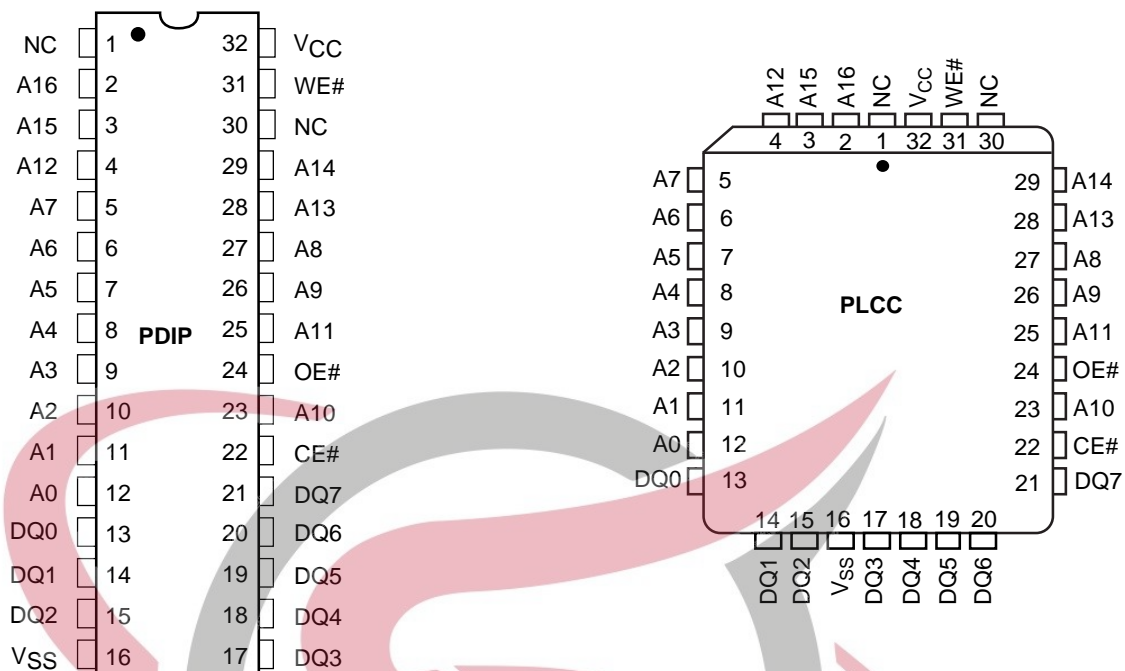 NC 1 32 VCC
A16 2 31 WE#
A15 3 30 NC
A12 4 29 A14
A7 5 28 A13
A6 6 27 A8
A5 7 26 A9
A4 8 PDIP 25 A11
A3 9 24 OE#
A2 10 23 A10
A1 11 22 CE#
A0 12 21 DQ7
DQ0 13 20 DQ6
DQ1 14 19 DQ5
DQ2 15 18 DQ4
VSS 16 17 DQ3
A12 A15 A16 NC VCC WE# NC
4 3 2 1 32 31 30
A7 5 29 A14
A6 6 28 A13
A5 7 27 A8
A4 8 26 A9
PLCC
A3 9 25 A11
A2 10 24 OE#
A1 11 23 A10
A0 12 22 CE#
DQ0 13 21 DQ7
14 15 16 17 18 19 20
DQ1 DQ2 VSS DQ3 DQ4 DQ5 DQ6